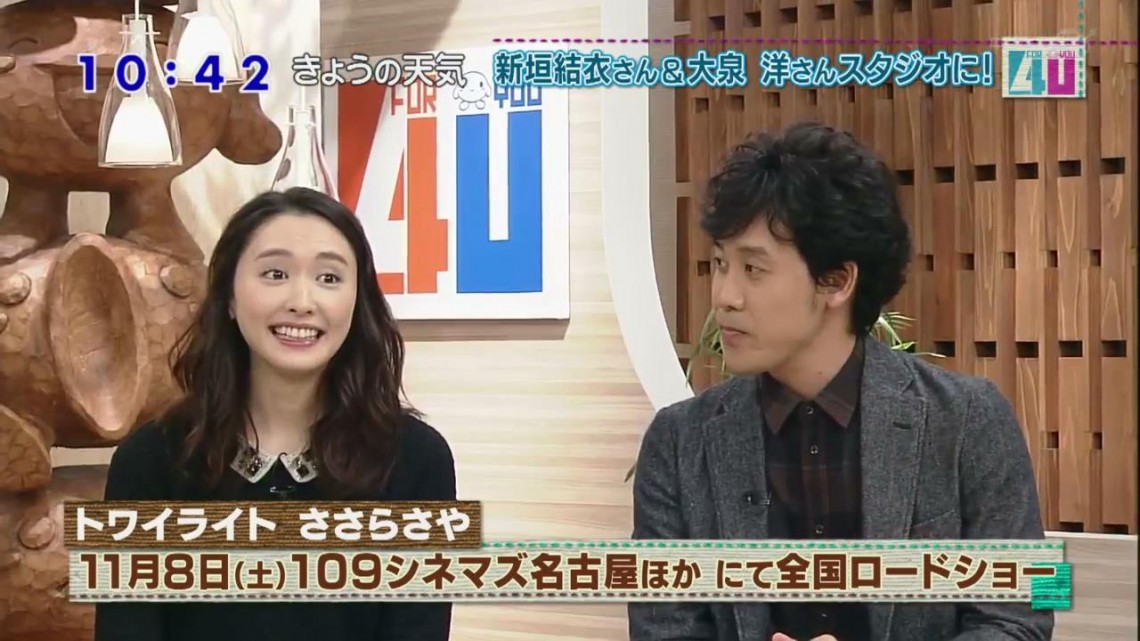 10:42 きょうの天気 新垣結衣さん&大泉 洋さんスタジオに!
FOR YOU
4U
FOR YOU
4U
トワイライト ささらさや
11月8日(土)109シネマズ名古屋ほか にて全国ロードショー